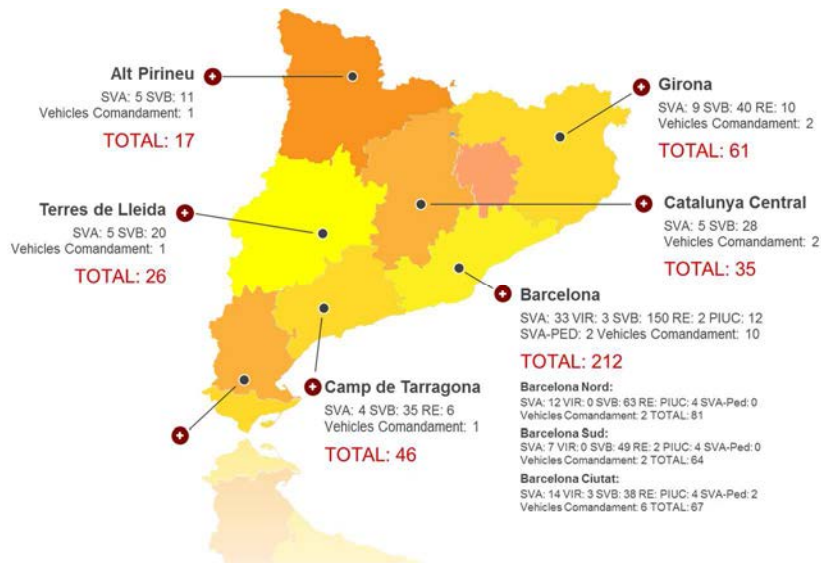 Alt Pirineu
SVA: 5 SVB: 11
Vehicles Comandament: 1
TOTAL: 17
Girona
SVA: 9 SVB: 40 RE: 10
Vehicles Comandament: 2
TOTAL: 61
Terres de Lleida
SVA: 5 SVB: 20
Vehicles Comandament: 1
TOTAL: 26
Catalunya Central
SVA: 5 SVB: 28
Vehicles Comandament: 2
TOTAL: 35
Barcelona
SVA: 33 VIR: 3 SVB: 150 RE: 2 PIUC: 12
SVA-PED: 2 Vehicles Comandament: 10
TOTAL: 212
Barcelona Nord:
SVA: 12 VIR: 0 SVB: 63 RE: PIUC: 4 SVA-Ped: 0
Vehicles Comandament: 2 TOTAL: 81
Barcelona Sud:
SVA: 7 VIR: 0 SVB: 49 RE: 2 PIUC: 4 SVA-Ped: 0
Vehicles Comandament: 2 TOTAL: 64
Barcelona Ciutat:
SVA: 14 VIR: 3 SVB: 38 RE: PIUC: 4 SVA-Ped: 2
Vehicles Comandament: 6 TOTAL: 67
Camp de Tarragona
SVA: 4 SVB: 35 RE: 6
Vehicles Comandament: 1
TOTAL: 46